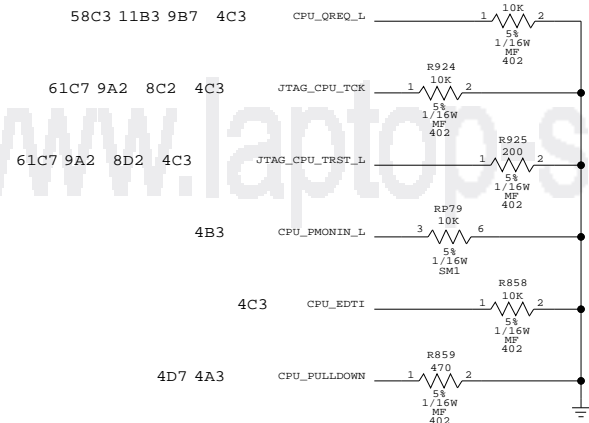 10K
58C3 11B3 9B7 4C3 CPU_QREQ_L 1 2
5%
1/16W
MF
402
R924
10K
61C7 9A2 8C2 4C3 JTAG_CPU_TCK 1 2
5%
1/16W
MF
402
R925
200
61C7 9A2 8D2 4C3 JTAG_CPU_TRST_L 1 2
5%
1/16W
MF
402
RP79
10K
4B3 CPU_PMONIN_L 3 6
5%
1/16W
SM1
R858
10K
4C3 CPU_EDTI 1 2
5%
1/16W
MF
402
R859
470
4D7 4A3 CPU_PULLDOWN 1 2
5%
1/16W
MF
402
www.laptop-s